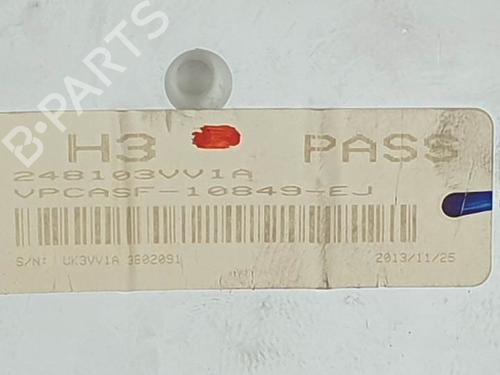 B-PARTS
H3 PASS
248103VV1A
VPCASF-10849-EJ
S/N: UK3VV1A 3602091
2013/11/25